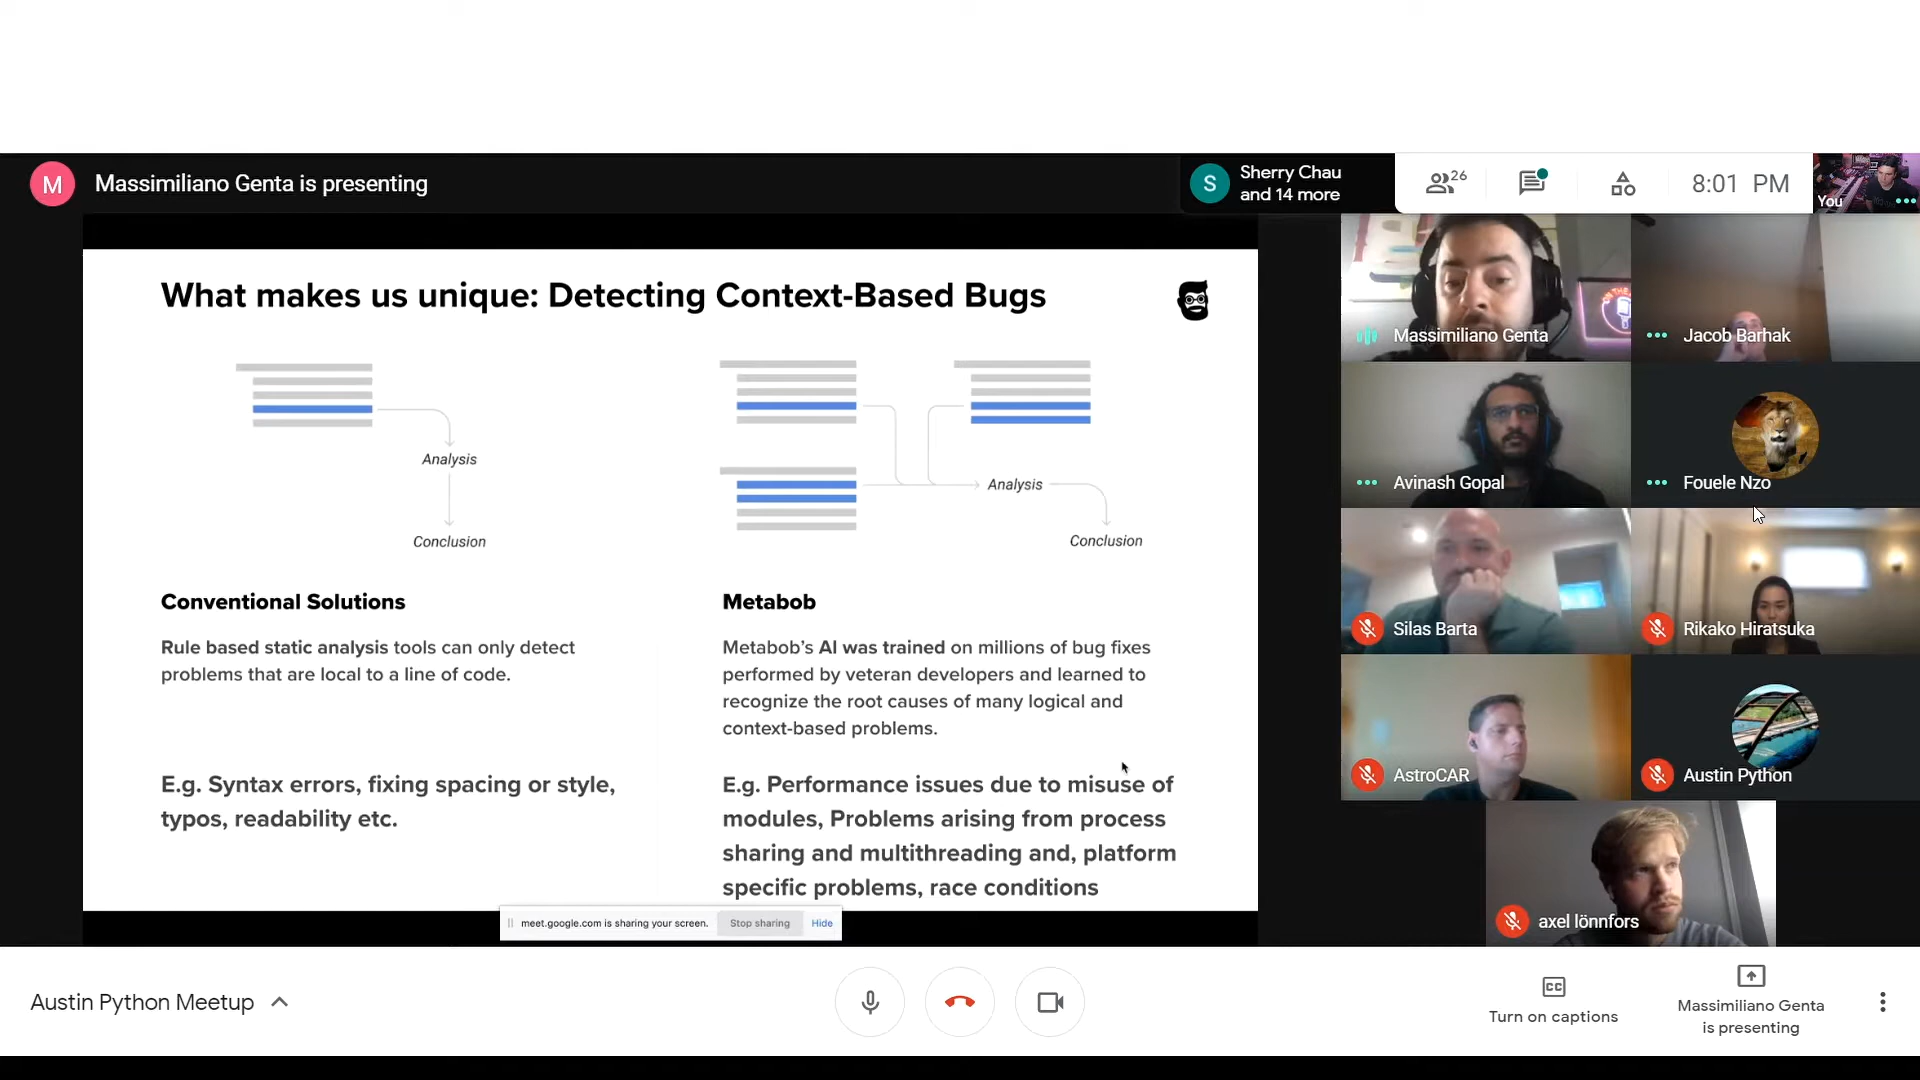 M
Massimiliano Genta is presenting
S
Sherry Chau
and 14 more
26
8:01 PM
You
What makes us unique: Detecting Context-Based Bugs
Analysis
Conclusion
Analysis
Conclusion
Conventional Solutions
Rule based static analysis tools can only detect
problems that are local to a line of code.
E.g. Syntax errors, fixing spacing or style,
typos, readability etc.
Metabob
Metabob's AI was trained on millions of bug fixes
performed by veteran developers and learned to
recognize the root causes of many logical and
context-based problems.
E.g. Performance issues due to misuse of
modules, Problems arising from process
sharing and multithreading and, platform
specific problems, race conditions
meet.google.com is sharing your screen.
Stop sharing
Hide
Massimiliano Genta
Jacob Barhak
Avinash Gopal
Fouele Nzo
Silas Barta
Rikako Hiratsuka
AstroCAR
Austin Python
axel lönnfors
Austin Python Meetup
CC
Turn on captions
Massimiliano Genta
is presenting